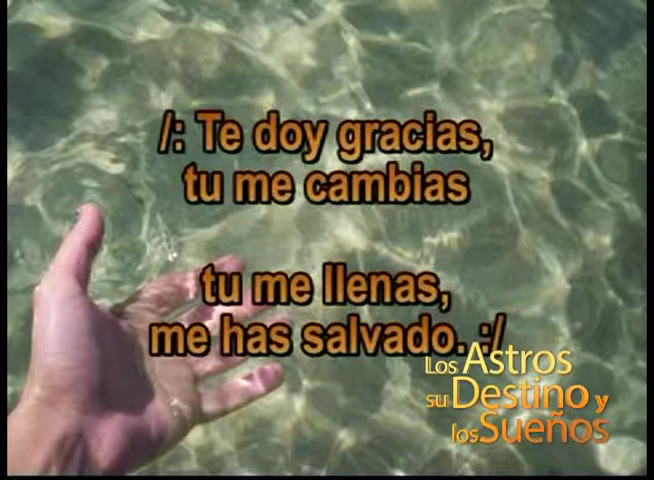 /: Te doy gracias,
tu me cambias
tu me llenas,
me has salvado. :/
Los Astros
su Destino y
los Sueños